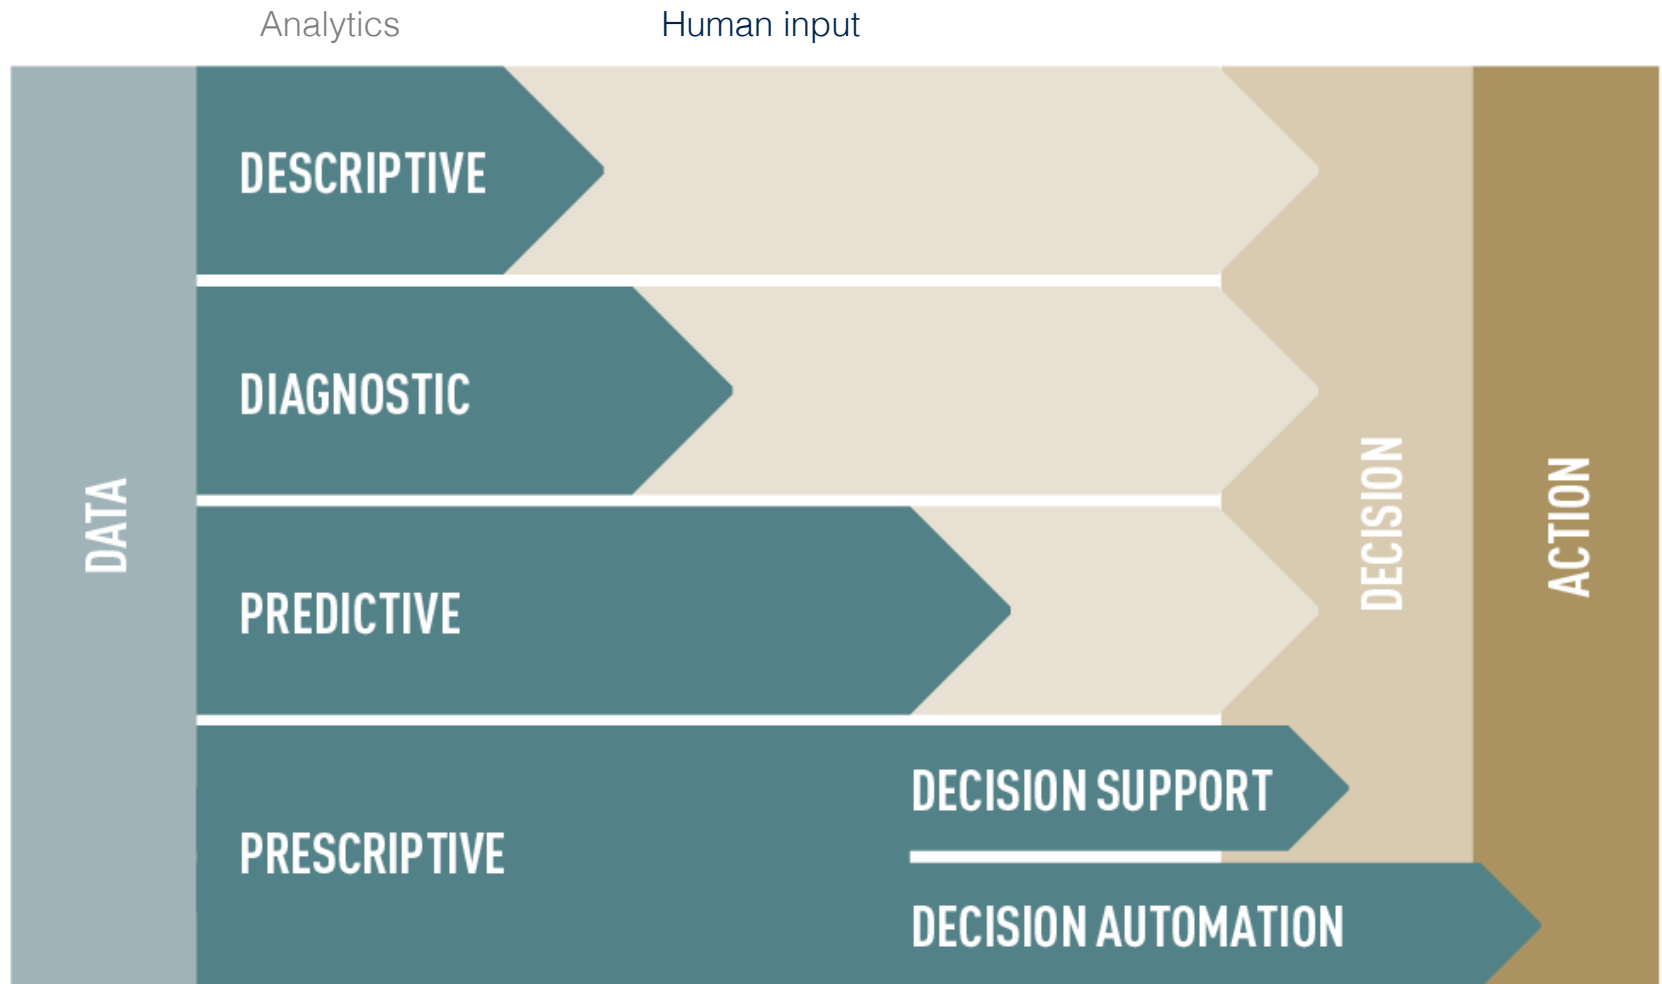 Analytics
Human input
DESCRIPTIVE
DIAGNOSTIC
PREDICTIVE
PRESCRIPTIVE
DECISION SUPPORT
DECISION AUTOMATION
DATA
DECISION
ACTION